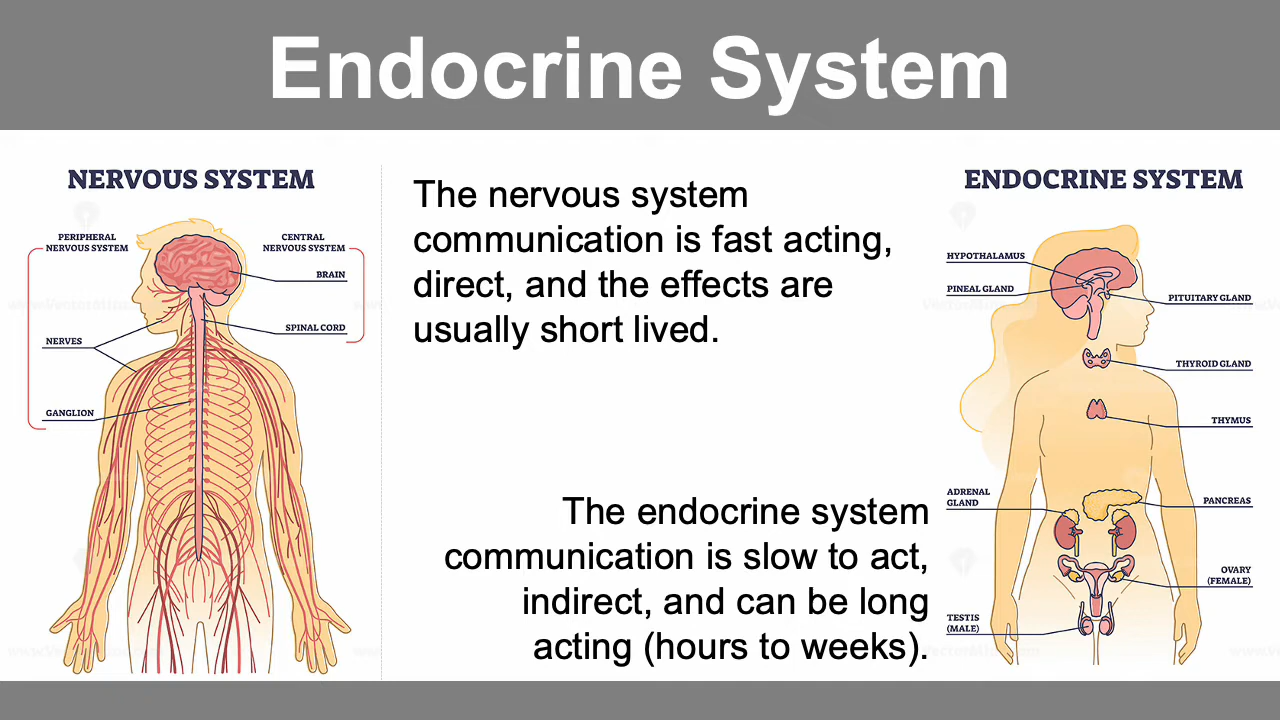 Endocrine System
NERVOUS SYSTEM
PERIPHERAL
NERVOUS SYSTEM
CENTRAL
NERVOUS SYSTEM
BRAIN
SPINAL CORD
NERVES
GANGLION
The nervous system
communication is fast acting,
direct, and the effects are
usually short lived.
The endocrine system
communication is slow to act,
indirect, and can be long
acting (hours to weeks).
ENDOCRINE SYSTEM
HYPOTHALAMUS
PINEAL GLAND
PITUITARY GLAND
THYROID GLAND
THYMUS
ADRENAL
GLAND
PANCREAS
OVARY
(FEMALE)
TESTIS
(MALE)